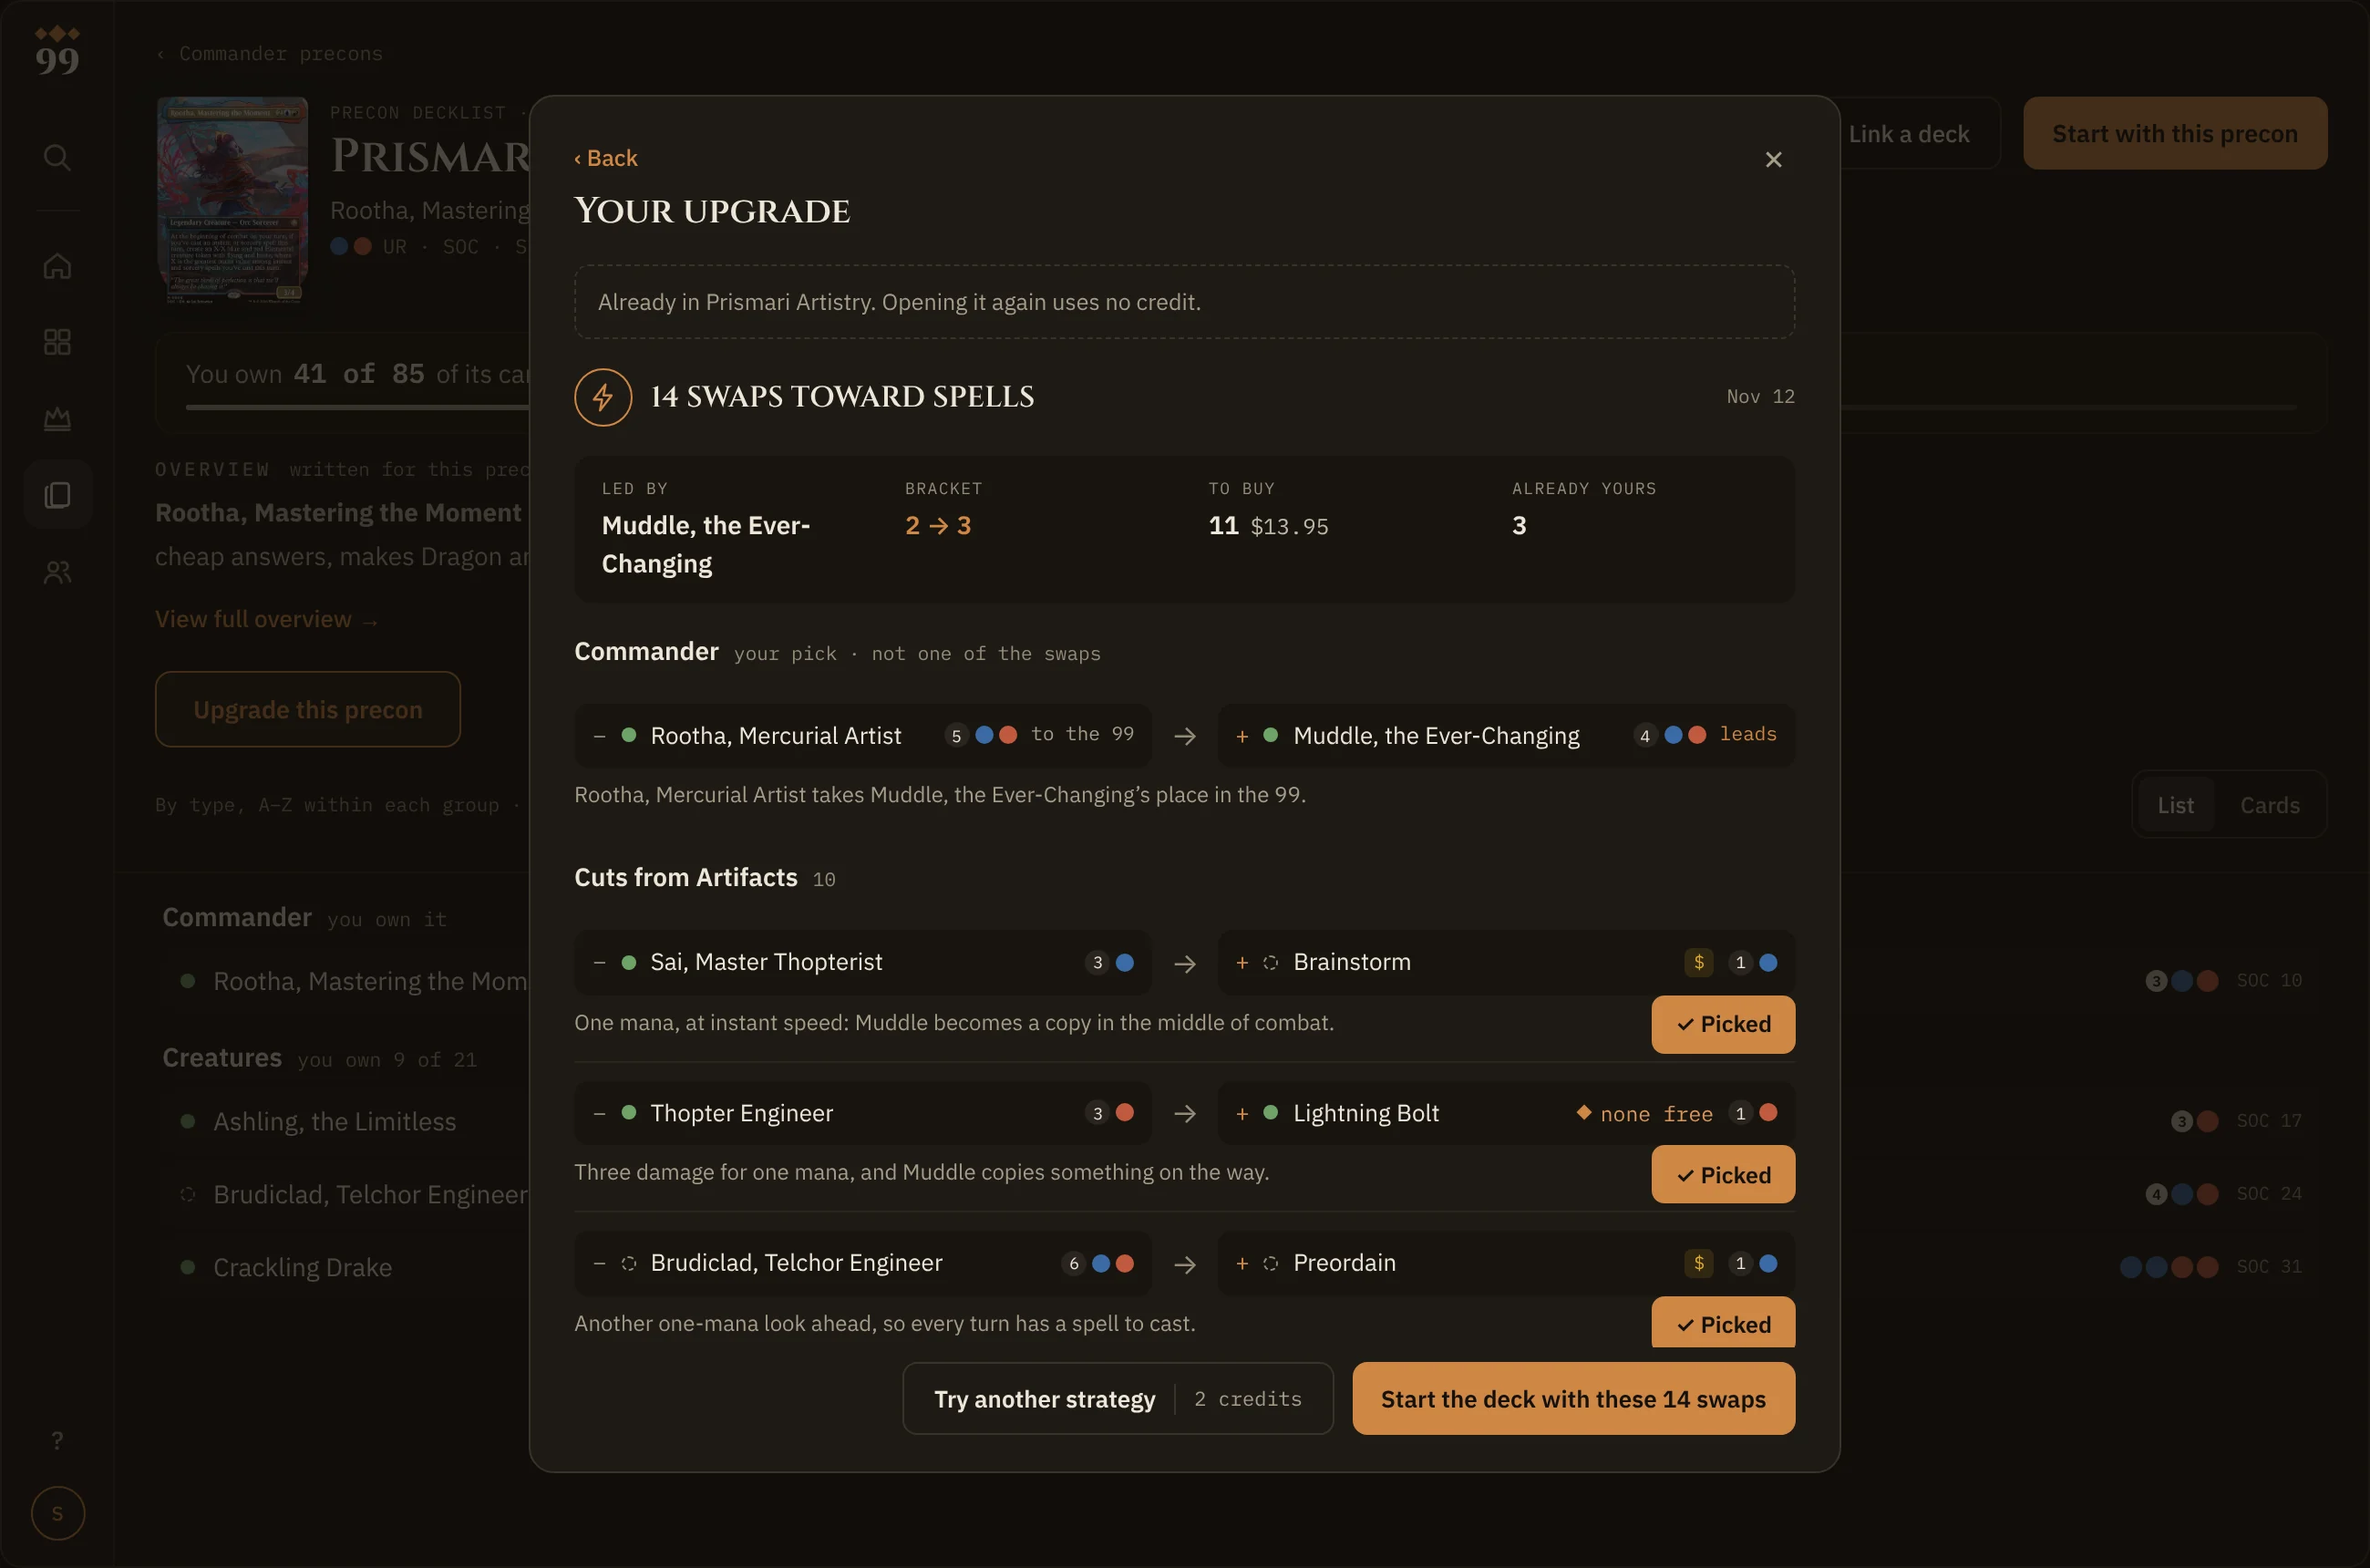 99
‹ Commander precons
PRECON DECKLIST ·
PRISMAR
Rootha, Mastering
UR · SOC · S
Link a deck
Start with this precon
You own 41 of 85 of its car
OVERVIEW written for this prec
Rootha, Mastering the Moment
cheap answers, makes Dragon ar
View full overview →
Upgrade this precon
By type, A–Z within each group ·
List
Cards
Commander you own it
Rootha, Mastering the Mom
3
SOC 10
Creatures you own 9 of 21
Ashling, the Limitless
3
SOC 17
Brudiclad, Telchor Engineer
4
SOC 24
Crackling Drake
SOC 31
?
S
‹ Back
×
YOUR UPGRADE
Already in Prismari Artistry. Opening it again uses no credit.
14 SWAPS TOWARD SPELLS
Nov 12
LED BY
Muddle, the Ever-
Changing
BRACKET
2 → 3
TO BUY
11 $13.95
ALREADY YOURS
3
Commander your pick · not one of the swaps
– Rootha, Mercurial Artist 5 to the 99
→
+ Muddle, the Ever-Changing 4 leads
Rootha, Mercurial Artist takes Muddle, the Ever-Changing’s place in the 99.
Cuts from Artifacts 10
– Sai, Master Thopterist 3
→
+ Brainstorm $ 1
One mana, at instant speed: Muddle becomes a copy in the middle of combat.
✓ Picked
– Thopter Engineer 3
→
+ Lightning Bolt ◆ none free 1
Three damage for one mana, and Muddle copies something on the way.
✓ Picked
– Brudiclad, Telchor Engineer 6
→
+ Preordain $ 1
Another one-mana look ahead, so every turn has a spell to cast.
✓ Picked
Try another strategy | 2 credits
Start the deck with these 14 swaps